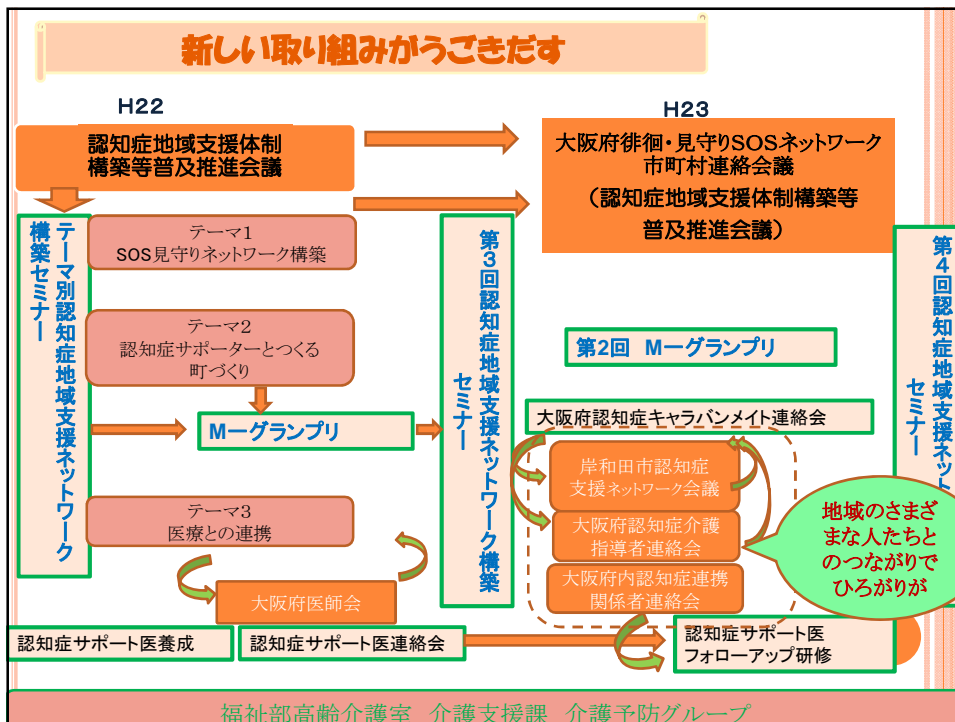 新しい取り組みがうごきだす
H22
H23
認知症地域支援体制
構築等普及推進会議
大阪府徘徊・見守りSOSネットワーク
市町村連絡会議
（認知症地域支援体制構築等
普及推進会議）
テーマ別認知症地域支援ネットワーク
構築セミナー
テーマ1
SOS見守りネットワーク構築
テーマ2
認知症サポーターとつくる
町づくり
Mーグランプリ
テーマ3
医療との連携
大阪府医師会
認知症サポート医養成
認知症サポート医連絡会
第3回認知症地域支援ネットワーク構築
セミナー
第2回 Mーグランプリ
大阪府認知症キャラバンメイト連絡会
岸和田市認知症
支援ネットワーク会議
大阪府認知症介護
指導者連絡会
大阪府内認知症連携
関係者連絡会
地域のさまざ
まな人たちと
のつながりで
ひろがりが
認知症サポート医
フォローアップ研修
第4回認知症地域支援ネット
セミナー
福祉部高齢介護室 介護支援課 介護予防グループ